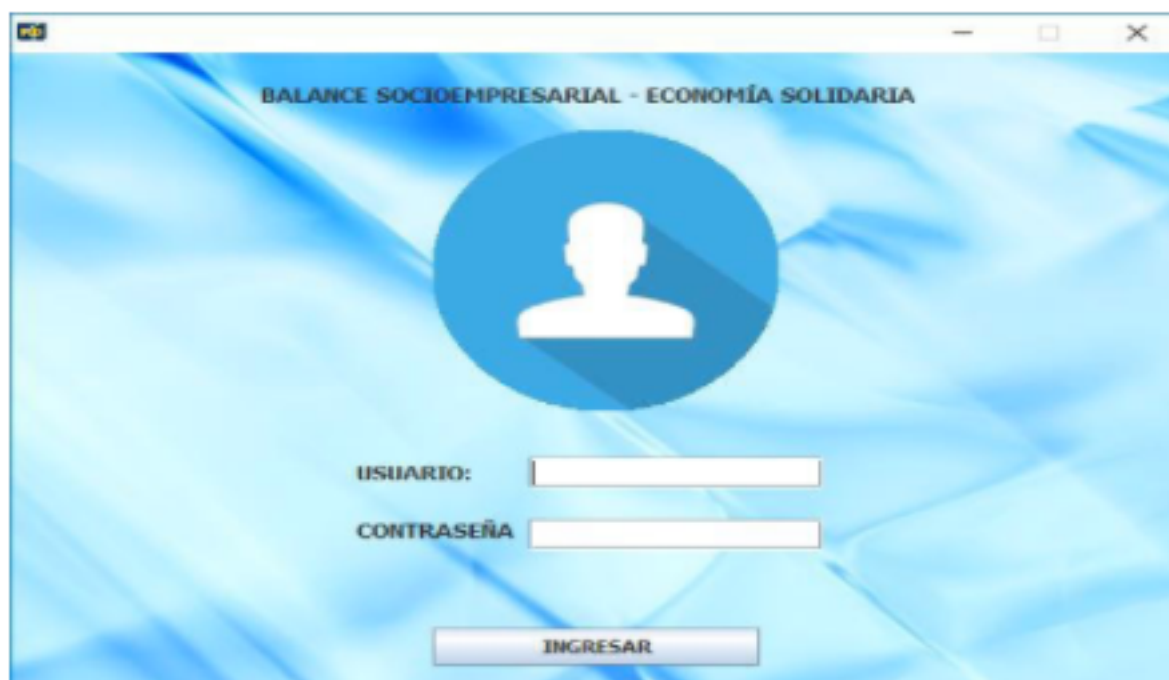 BALANCE SOCIOEMPRESARIAL - ECONOMÍA SOLIDARIA
USUARIO:
CONTRASEÑA
INGRESAR